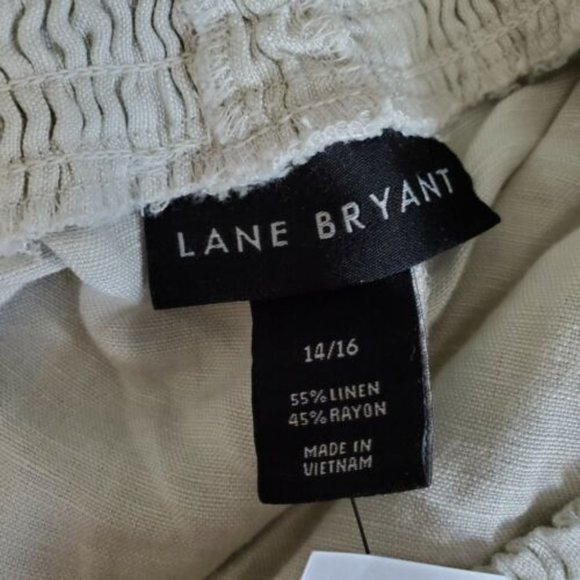 LANE BRYANT
14/16
55% LINEN
45% RAYON
MADE IN
VIETNAM